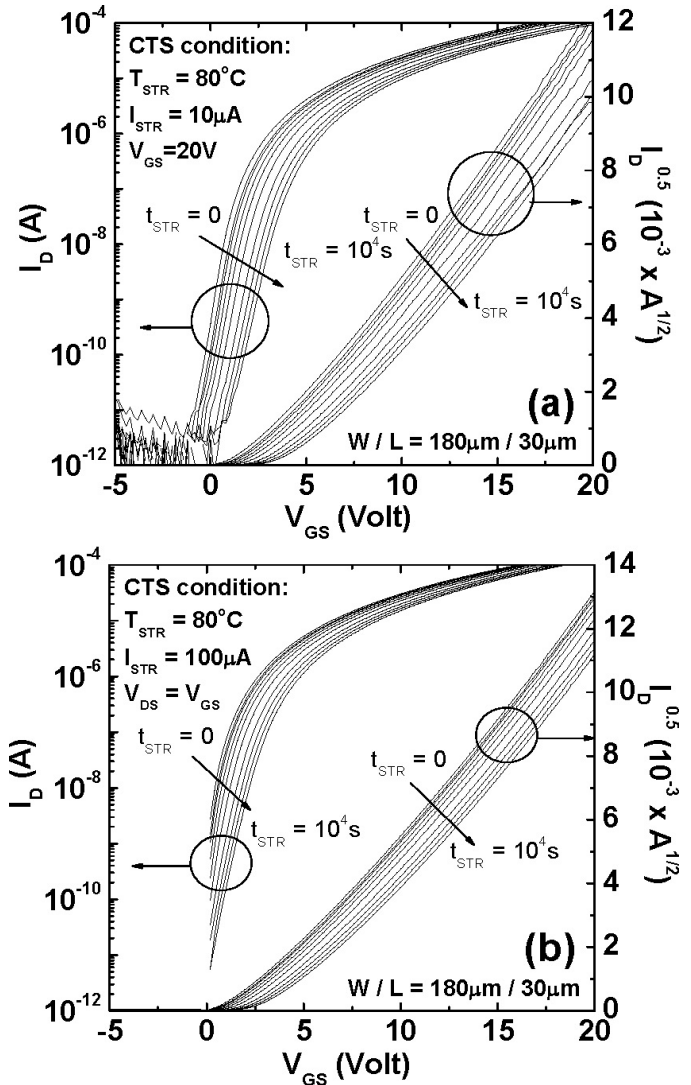 10^-4
10^-6
10^-8
10^-10
10^-12
I_D (A)
CTS condition:
T_STR = 80°C
I_STR = 10μA
V_GS=20V
t_STR = 0
t_STR = 10^4s
t_STR = 0
t_STR = 10^4s
(a)
W / L = 180μm / 30μm
12
10
8
6
4
2
0
I_D^0.5 (10^-3 x A^1/2)
-5 0 5 10 15 20
V_GS (Volt)
10^-4
10^-6
10^-8
10^-10
10^-12
I_D (A)
CTS condition:
T_STR = 80°C
I_STR = 100μA
V_DS = V_GS
t_STR = 0
t_STR = 10^4s
t_STR = 0
t_STR = 10^4s
(b)
W / L = 180μm / 30μm
14
12
10
8
6
4
2
0
I_D^0.5 (10^-3 x A^1/2)
-5 0 5 10 15 20
V_GS (Volt)